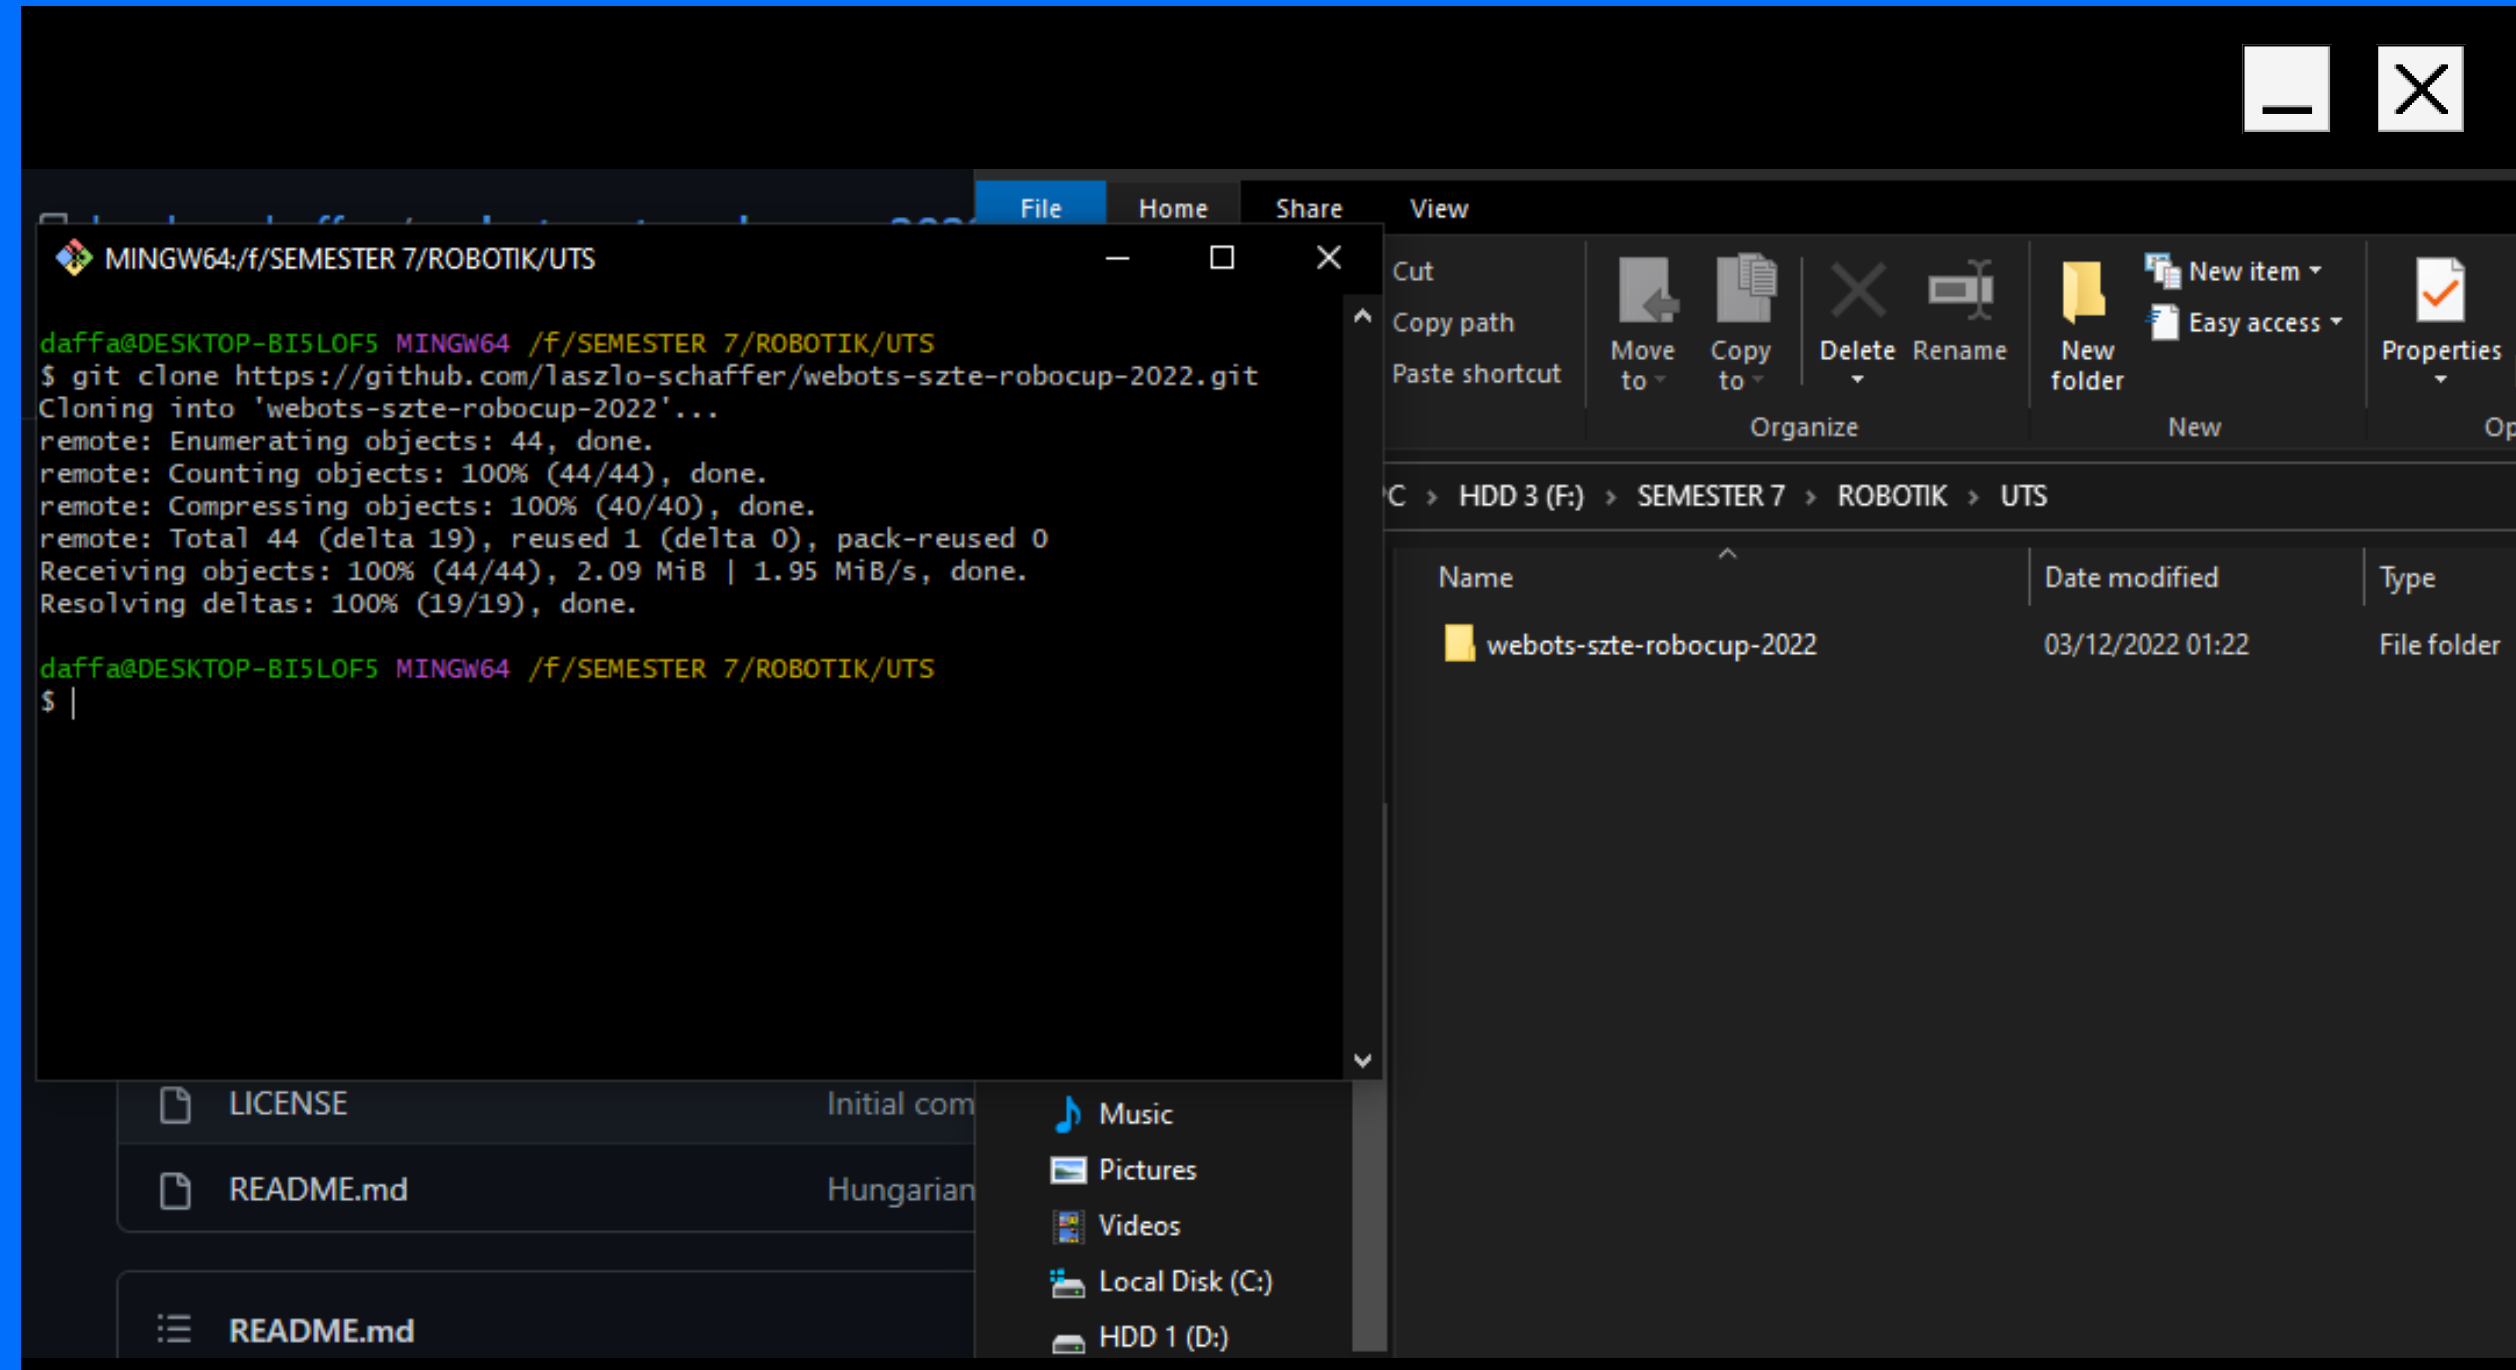 File Home Share View
MINGW64:/f/SEMESTER 7/ROBOTIK/UTS
daffa@DESKTOP-BI5LOF5 MINGW64 /f/SEMESTER 7/ROBOTIK/UTS
$ git clone https://github.com/laszlo-schaffer/webots-szte-robocup-2022.git
Cloning into 'webots-szte-robocup-2022'...
remote: Enumerating objects: 44, done.
remote: Counting objects: 100% (44/44), done.
remote: Compressing objects: 100% (40/40), done.
remote: Total 44 (delta 19), reused 1 (delta 0), pack-reused 0
Receiving objects: 100% (44/44), 2.09 MiB | 1.95 MiB/s, done.
Resolving deltas: 100% (19/19), done.
daffa@DESKTOP-BI5LOF5 MINGW64 /f/SEMESTER 7/ROBOTIK/UTS
$
Cut
Copy path
Paste shortcut
Move to
Copy to
Delete
Rename
Organize
New folder
New item
Easy access
New
Properties
Op
PC > HDD 3 (F:) > SEMESTER 7 > ROBOTIK > UTS
Name Date modified Type
webots-szte-robocup-2022 03/12/2022 01:22 File folder
LICENSE Initial com
README.md Hungarian
README.md
Music
Pictures
Videos
Local Disk (C:)
HDD 1 (D:)